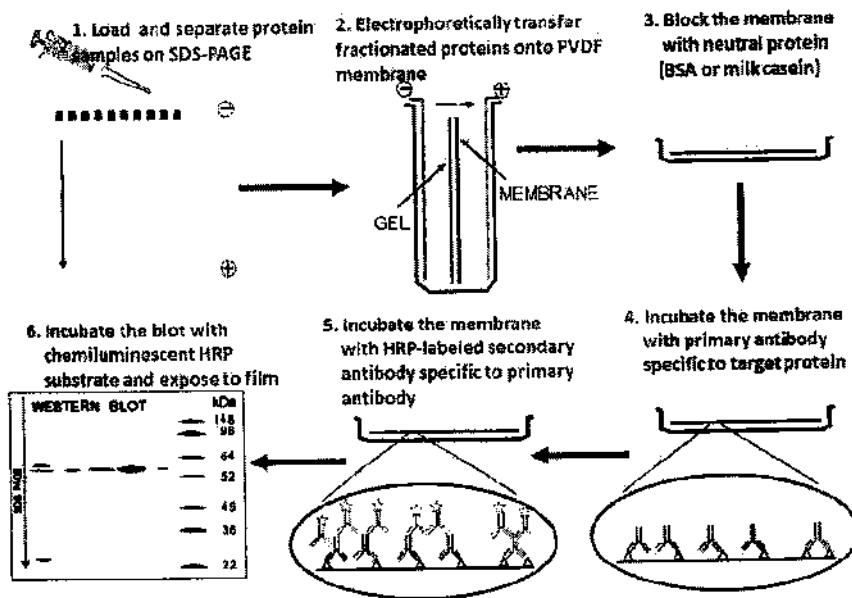 1. Load and separate protein
samples on SDS-PAGE
2. Electrophoretically transfer
fractionated proteins onto PVDF
membrane
3. Block the membrane
with neutral protein
(BSA or milk casein)
GEL
MEMBRANE
4. Incubate the membrane
with primary antibody
specific to target protein
5. Incubate the membrane
with HRP-labeled secondary
antibody specific to primary
antibody
6. Incubate the blot with
chemiluminescent HRP
substrate and expose to film
WESTERN BLOT
kDa
148
98
64
52
36
22
SDS PAGE